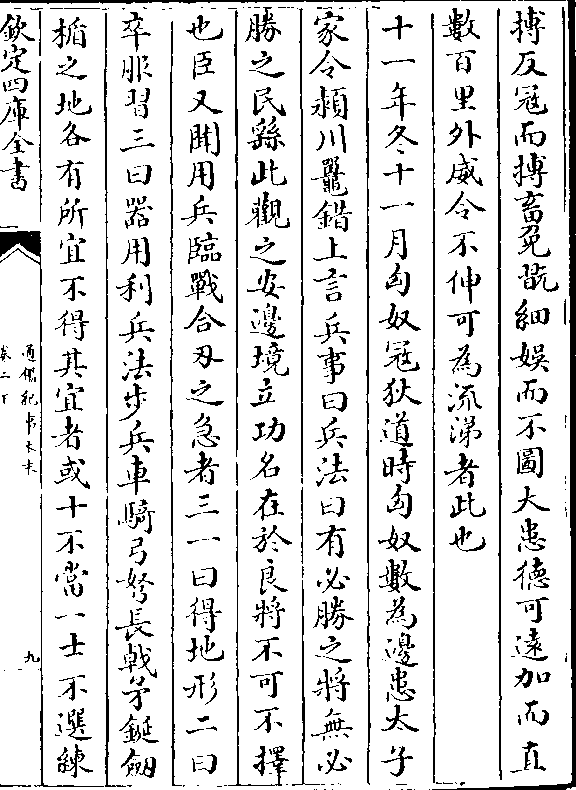 搏反冦而搏畜兔翫細娯而不圖大患徳可逺加而直
數百里外威令不伸可為流涕者此也
十一年冬十一月匈奴冦狄道時匈奴數為邊患太子
家令潁川鼂錯上言兵事曰兵法曰有必勝之將無必
勝之民繇此觀之安邊境立功名在於良將不可不擇
也臣又聞用兵臨戰合刃之急者三一曰得地形二曰
卒服習三曰器用利兵法步兵車騎弓弩長戟矛鋋劒
楯之地各有所宜不得其宜者或十不當一士不選練
欽定四庫全書
通鑑紀事本末
卷二下
九